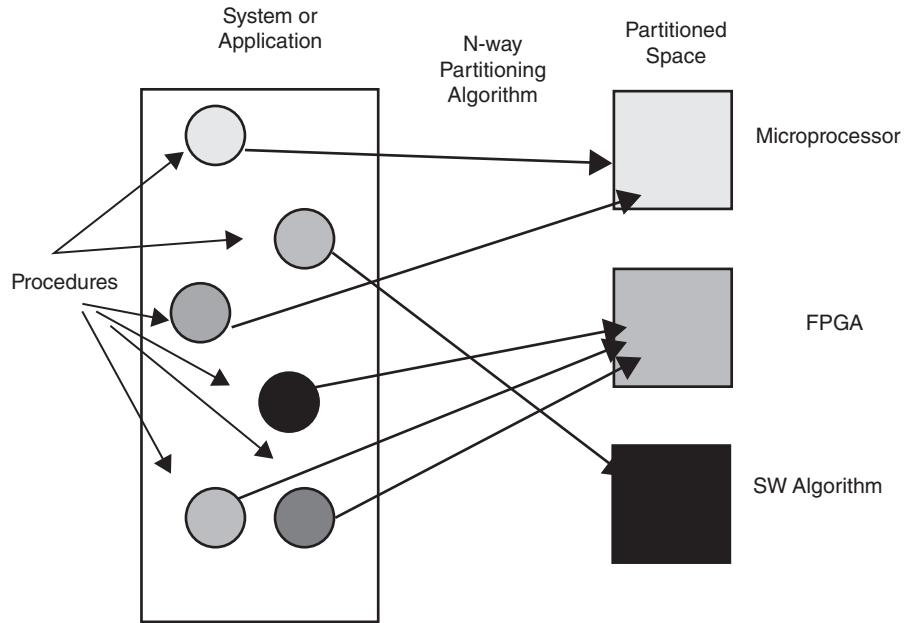 System or
Application
N-way
Partitioning
Algorithm
Partitioned
Space
Microprocessor
Procedures
FPGA
SW Algorithm